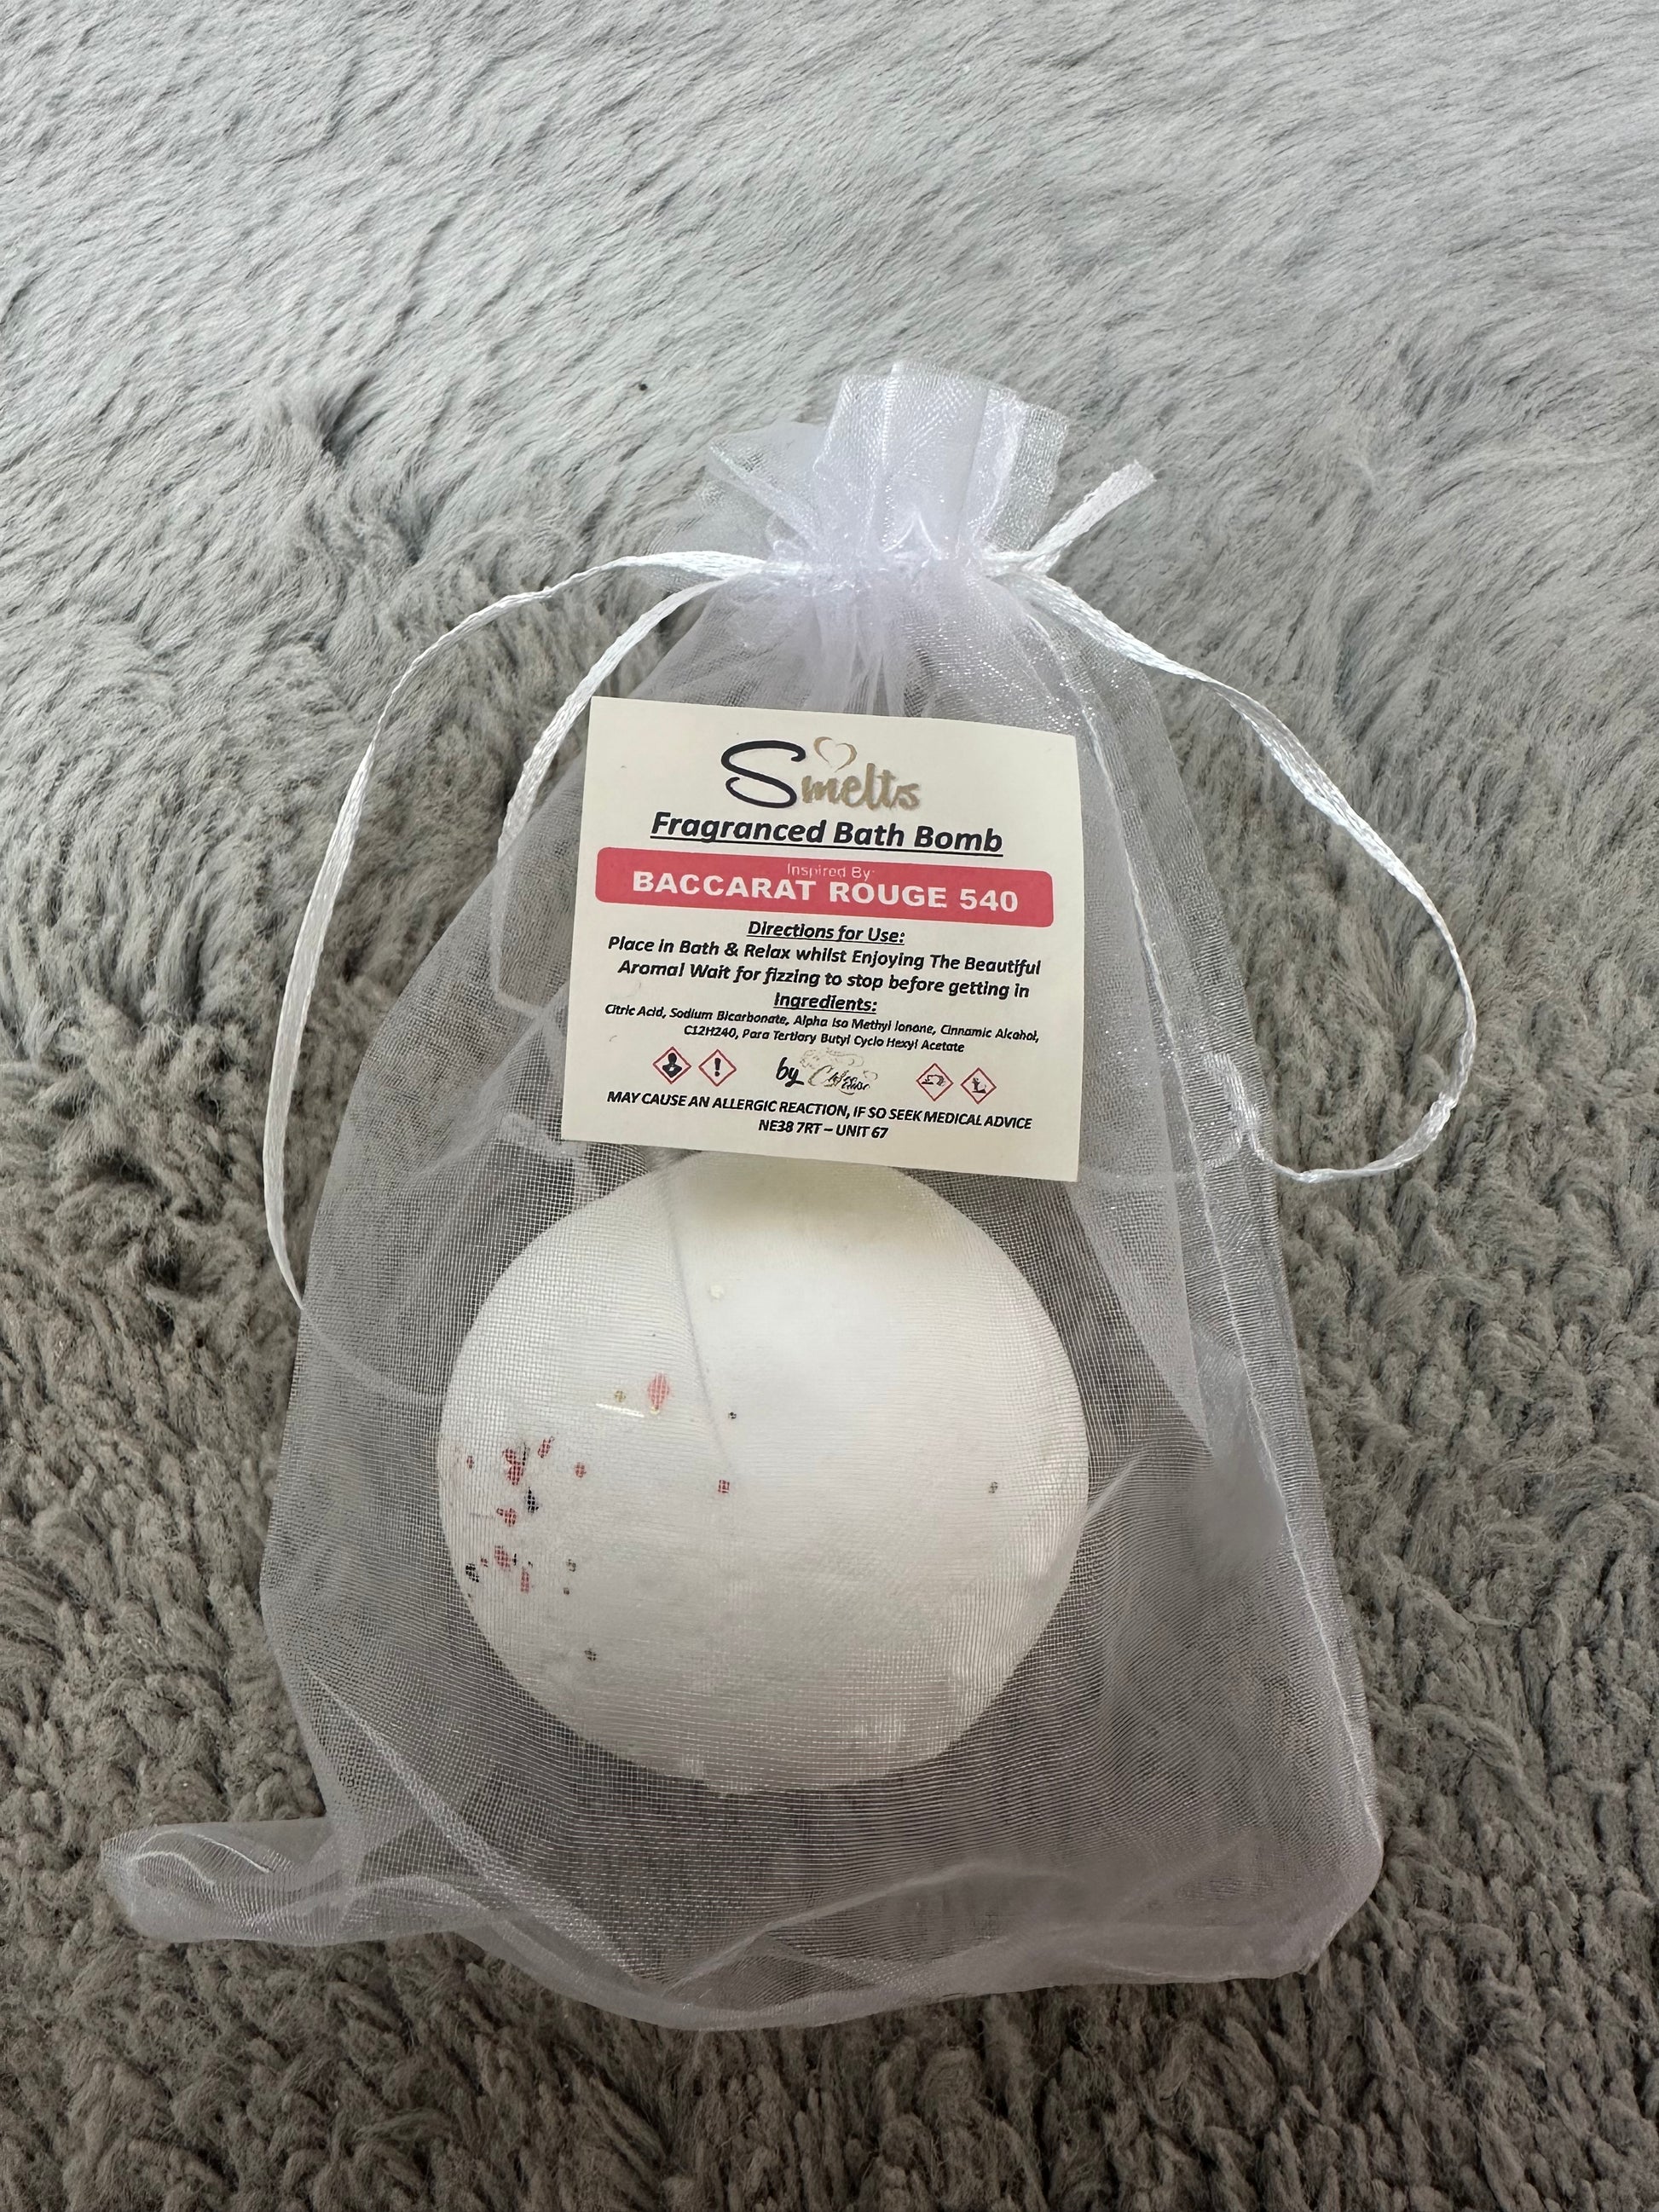 Smelts
Fragranced Bath Bomb
Inspired By:
BACCARAT ROUGE 540
Directions for Use:
Place in Bath & Relax whilst Enjoying The Beautiful
Aroma! Wait for fizzing to stop before getting in
Ingredients:
Citric Acid, Sodium Bicarbonate, Alpha Iso Methyl Ionone, Cinnamic Alcohol,
C12H24O, Para Tertiary Butyl Cyclo Hexyl Acetate
by
MAY CAUSE AN ALLERGIC REACTION, IF SO SEEK MEDICAL ADVICE
NE38 7RT – UNIT 67